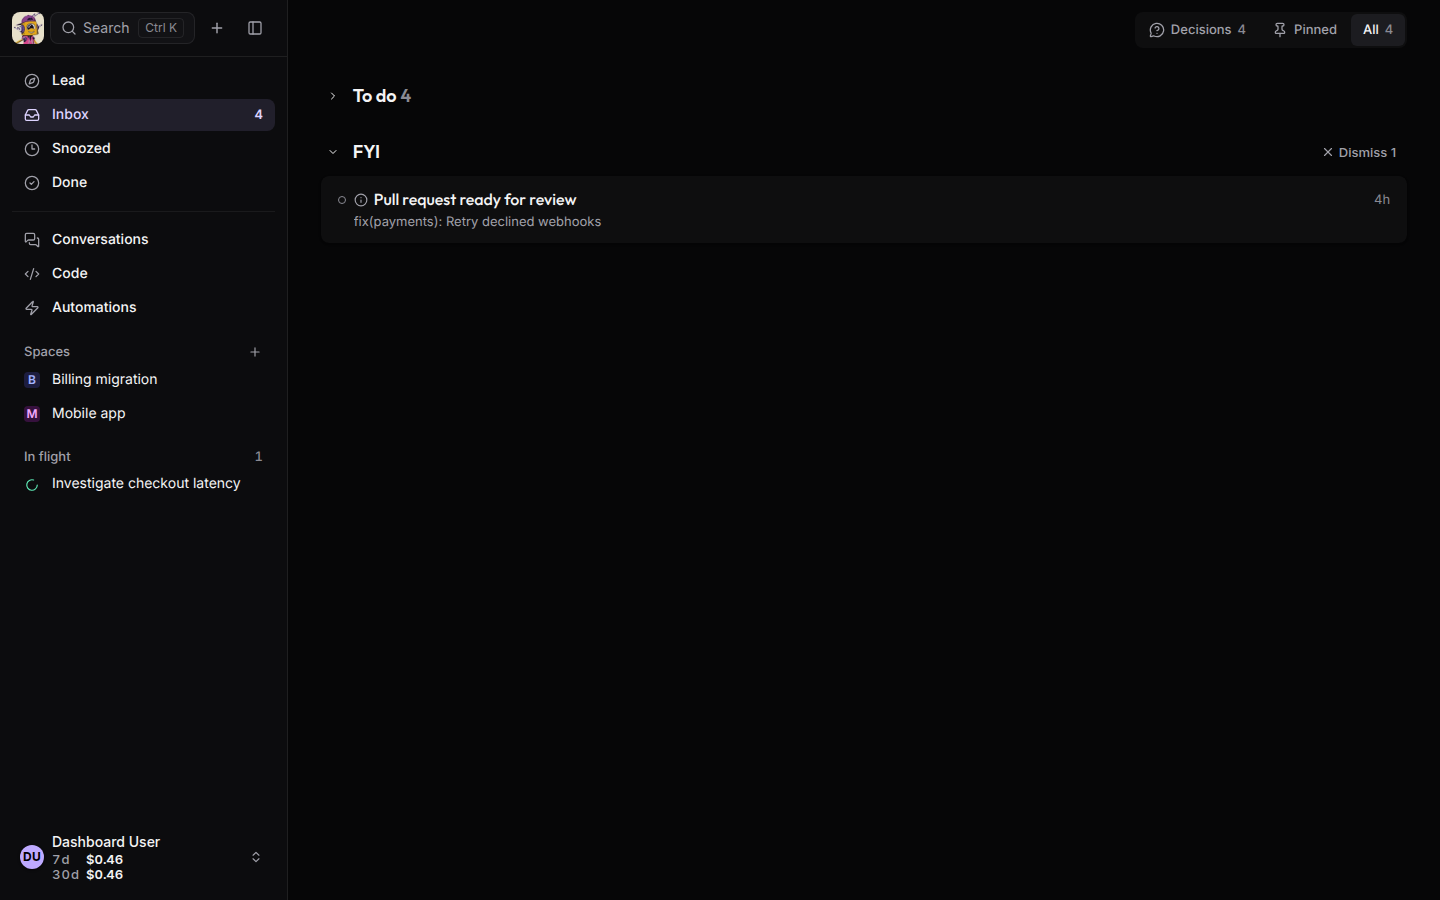 Search Ctrl K
Lead
Inbox 4
Snoozed
Done
Conversations
Code
Automations
Spaces
B Billing migration
M Mobile app
In flight 1
Investigate checkout latency
DU Dashboard User
7d $0.46
30d $0.46
Decisions 4 Pinned All 4
To do 4
FYI Dismiss 1
Pull request ready for review 4h
fix(payments): Retry declined webhooks